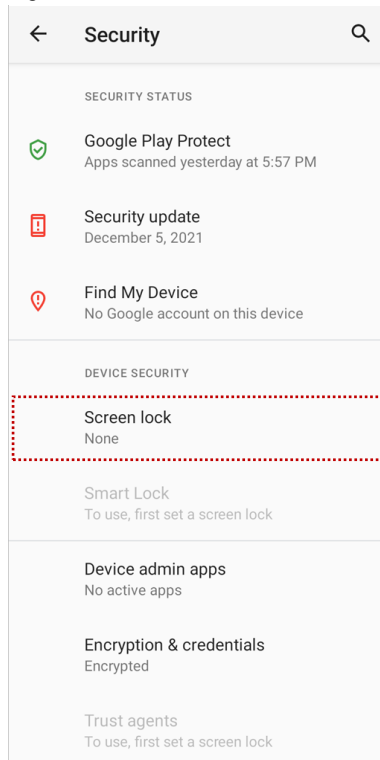 Security
SECURITY STATUS
Google Play Protect
Apps scanned yesterday at 5:57 PM
Security update
December 5, 2021
Find My Device
No Google account on this device
DEVICE SECURITY
Screen lock
None
Smart Lock
To use, first set a screen lock
Device admin apps
No active apps
Encryption & credentials
Encrypted
Trust agents
To use, first set a screen lock